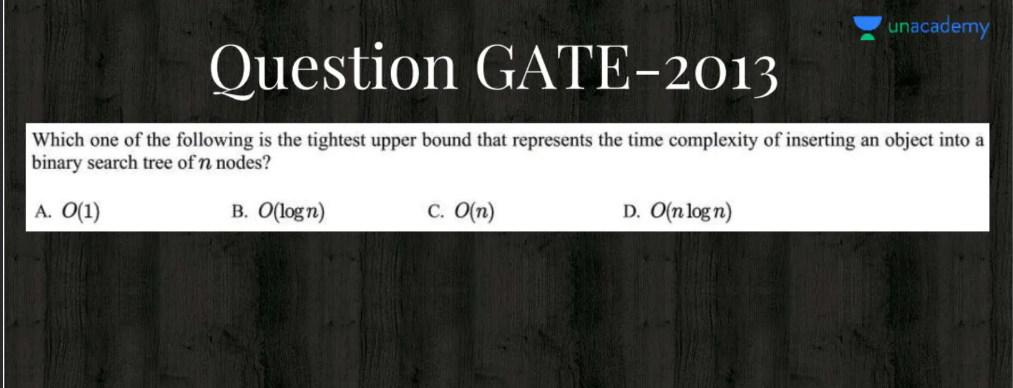 unacademy
Question GATE-2013
Which one of the following is the tightest upper bound that represents the time complexity of inserting an object into a
binary search tree of n nodes?
A. O(1) B. O(log n) C. O(n) D. O(n log n)